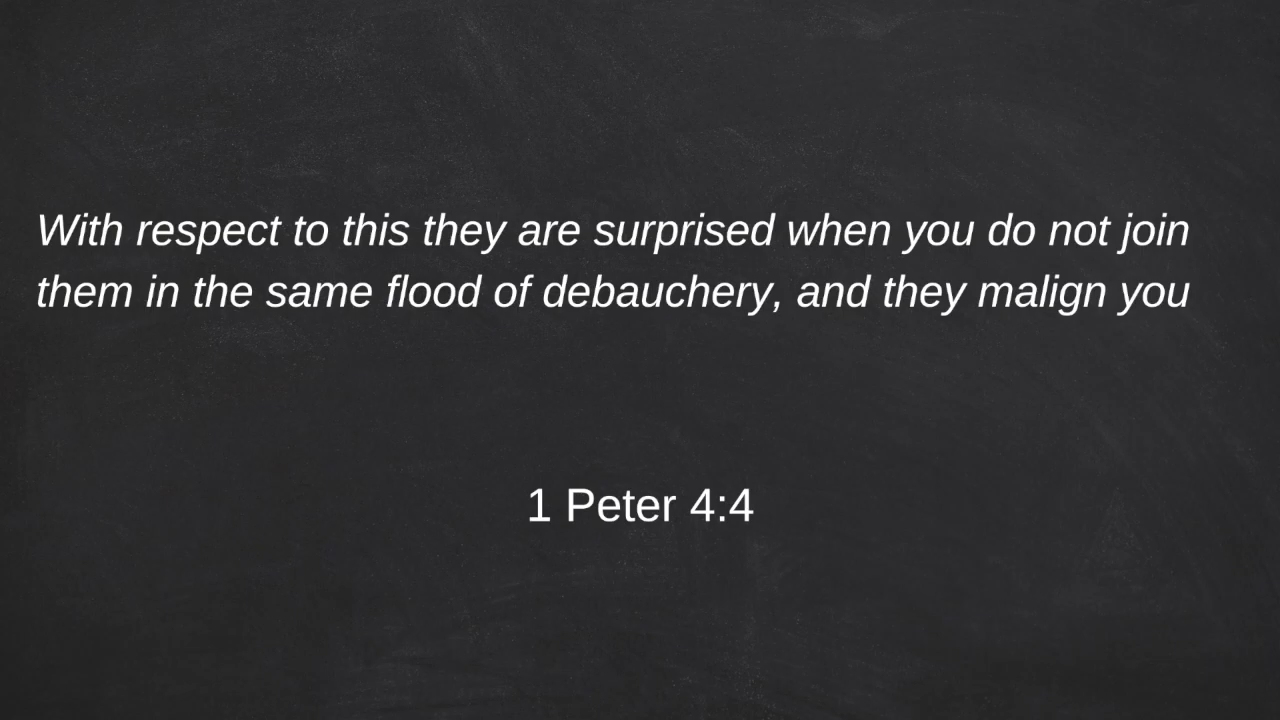 With respect to this they are surprised when you do not join
them in the same flood of debauchery, and they malign you
1 Peter 4:4